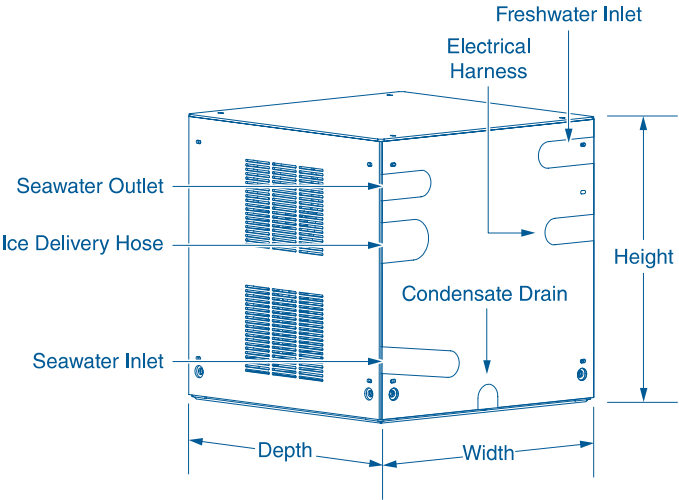 Freshwater Inlet
Electrical
Harness
Seawater Outlet
Ice Delivery Hose
Height
Condensate Drain
Seawater Inlet
Depth
Width